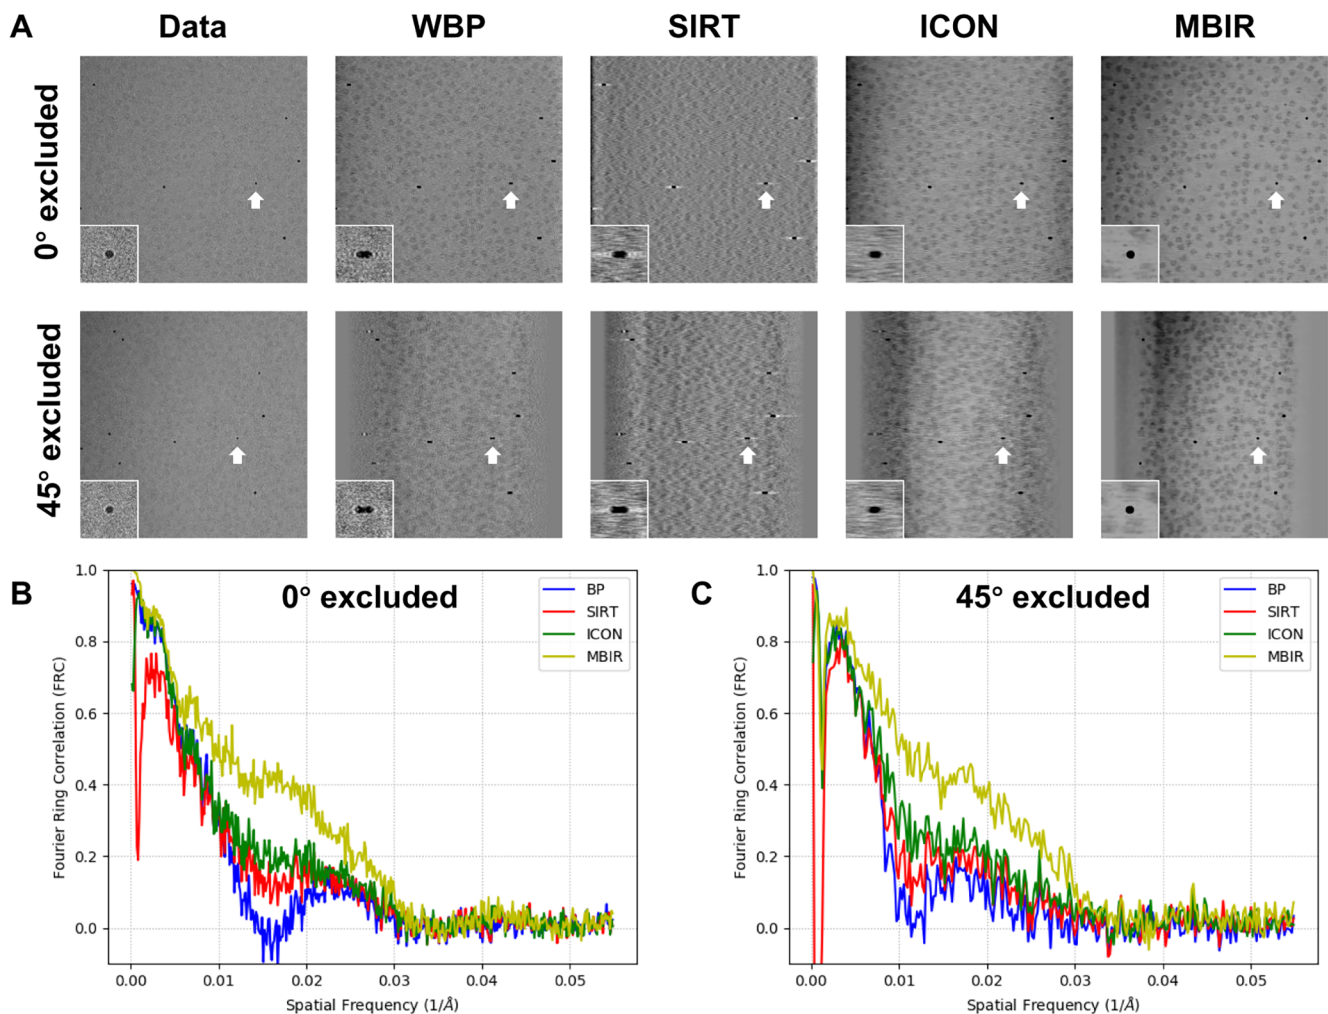 A
Data
WBP
SIRT
ICON
MBIR
0° excluded
45° excluded
B
0° excluded
BP
SIRT
ICON
MBIR
Fourier Ring Correlation (FRC)
1.0
0.8
0.6
0.4
0.2
0.0
0.00
0.01
0.02
0.03
0.04
0.05
Spatial Frequency (1/Å)
C
45° excluded
BP
SIRT
ICON
MBIR
Fourier Ring Correlation (FRC)
1.0
0.8
0.6
0.4
0.2
0.0
0.00
0.01
0.02
0.03
0.04
0.05
Spatial Frequency (1/Å)